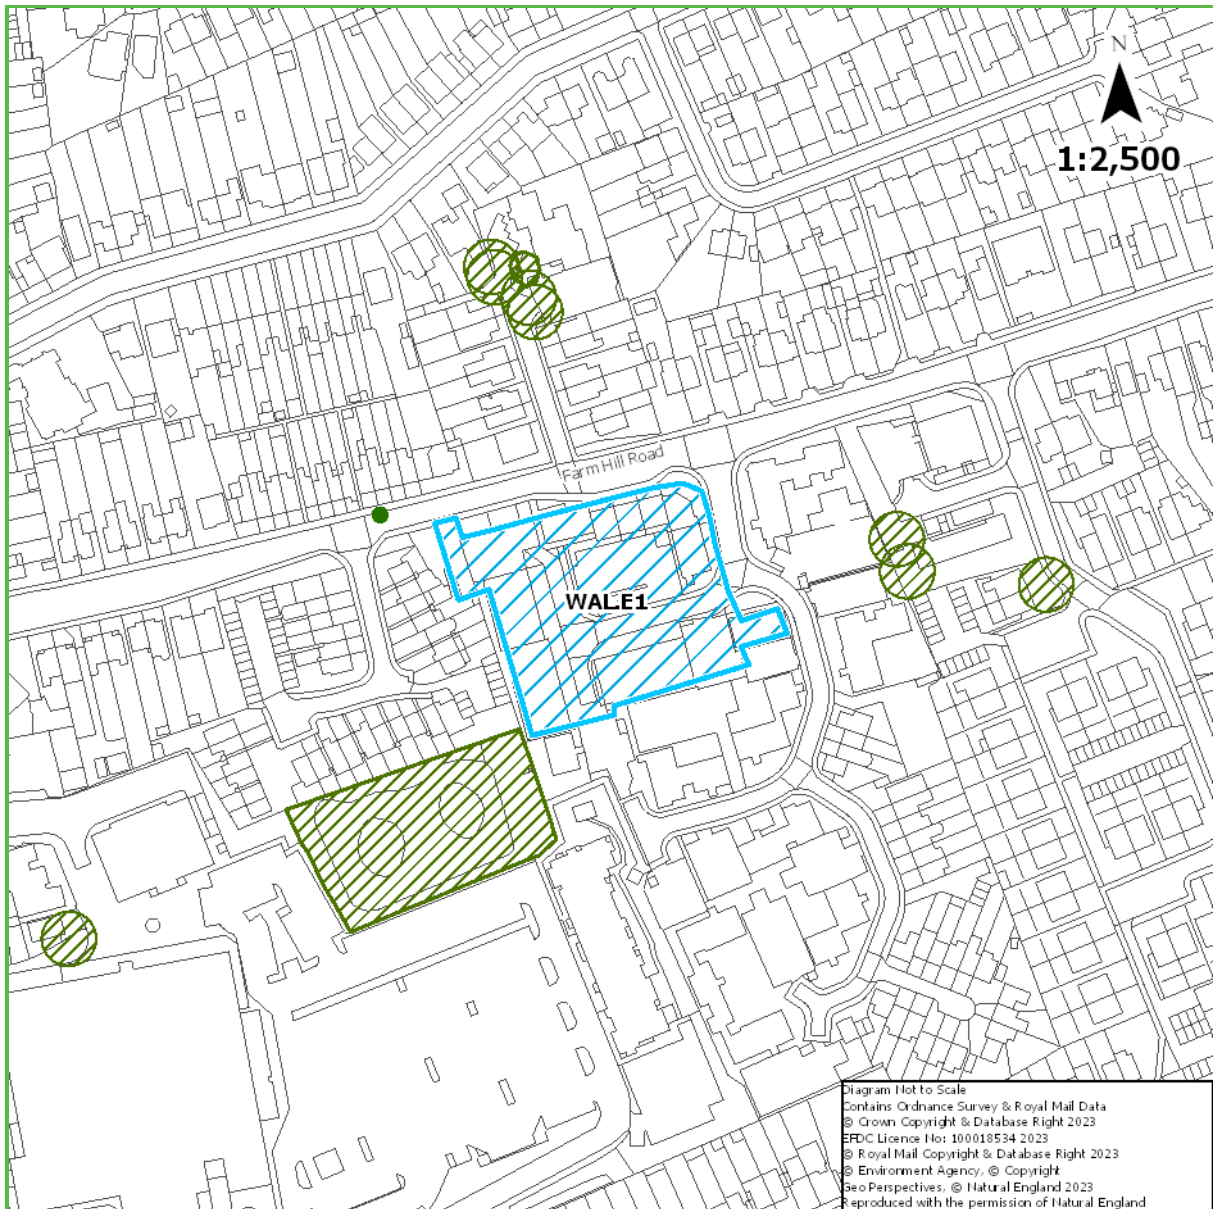 N
1:2,500
Farm Hill Road
WAL.E1
Diagram Not to Scale
Contains Ordnance Survey & Royal Mail Data
© Crown Copyright & Database Right 2023
EFDC Licence No: 100018534 2023
© Royal Mail Copyright & Database Right 2023
© Environment Agency, © Copyright
Geo Perspectives, © Natural England 2023
Reproduced with the permission of Natural England